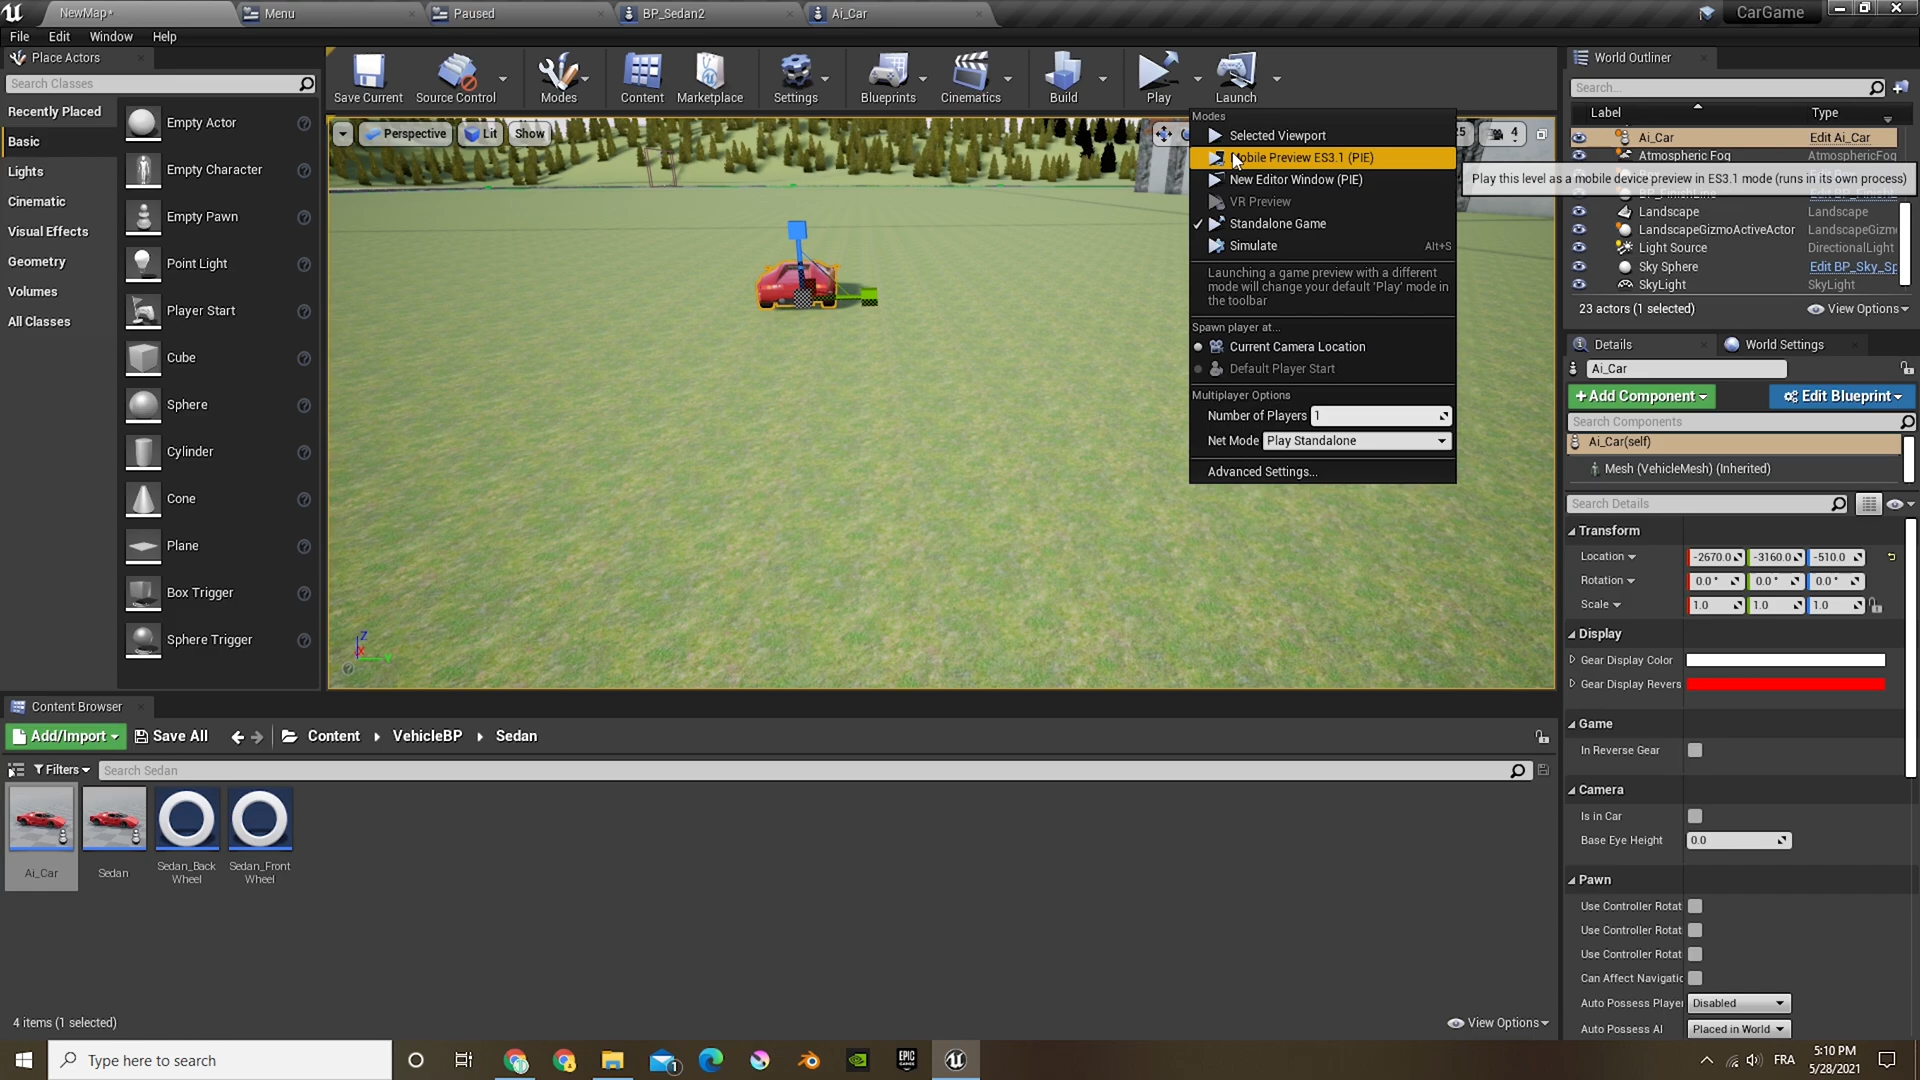 NewMap*
Menu
Paused
BP_Sedan2
Ai_Car
CarGame
File
Edit
Window
Help
Place Actors
Search Classes
Recently Placed
Basic
Lights
Cinematic
Visual Effects
Geometry
Volumes
All Classes
Empty Actor
Empty Character
Empty Pawn
Point Light
Player Start
Cube
Sphere
Cylinder
Cone
Plane
Box Trigger
Sphere Trigger
Save Current
Source Control
Modes
Content
Marketplace
Settings
Blueprints
Cinematics
Build
Play
Launch
Perspective
Lit
Show
4
Modes
Selected Viewport
Mobile Preview ES3.1 (PIE)
New Editor Window (PIE)
VR Preview
Standalone Game
Simulate Alt+S
Launching a game preview with a different
mode will change your default 'Play' mode in
the toolbar
Spawn player at...
Current Camera Location
Default Player Start
Multiplayer Options
Number of Players 1
Net Mode Play Standalone
Advanced Settings...
Play this level as a mobile device preview in ES3.1 mode (runs in its own process)
World Outliner
Search...
Label Type
Ai_Car Edit Ai_Car
Atmospheric Fog AtmosphericFog
Landscape Landscape
LandscapeGizmoActiveActor LandscapeGizm
Light Source DirectionalLight
Sky Sphere Edit BP_Sky_Sp
SkyLight SkyLight
23 actors (1 selected) View Options
Details
World Settings
Ai_Car
+Add Component
Edit Blueprint
Search Components
Ai_Car(self)
Mesh (VehicleMesh) (Inherited)
Search Details
Transform
Location -2670.0 -3160.0 -510.0
Rotation 0.0 ° 0.0 ° 0.0 °
Scale 1.0 1.0 1.0
Display
Gear Display Color
Gear Display Revers
Game
In Reverse Gear
Camera
Is in Car
Base Eye Height 0.0
Pawn
Use Controller Rotat
Use Controller Rotat
Use Controller Rotat
Can Affect Navigatic
Auto Possess Player Disabled
Auto Possess AI Placed in World
Z
X
Content Browser
Add/Import
Save All
Content
VehicleBP
Sedan
Filters
Search Sedan
Ai_Car
Sedan
Sedan_Back
Wheel
Sedan_Front
Wheel
4 items (1 selected)
View Options
Type here to search
1
EPIC
GAMES
FRA
5:10 PM
5/28/2021